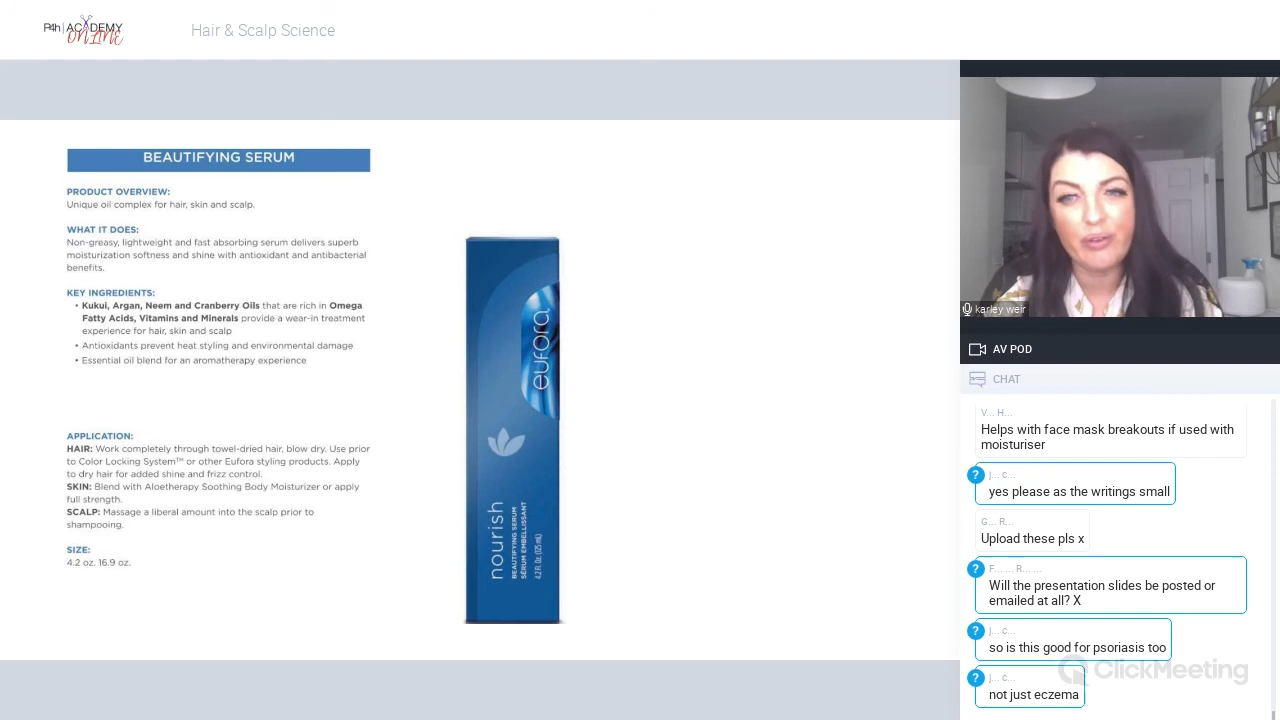 P4h | ACADEMY
ONLINE
Hair & Scalp Science
BEAUTIFYING SERUM
PRODUCT OVERVIEW:
Unique oil complex for hair, skin and scalp.
WHAT IT DOES:
Non-greasy, lightweight and fast absorbing serum delivers superb
moisturization softness and shine with antioxidant and antibacterial
benefits.
KEY INGREDIENTS:
• Kukui, Argan, Neem and Cranberry Oils that are rich in Omega
Fatty Acids, Vitamins and Minerals provide a wear-in treatment
experience for hair, skin and scalp
• Antioxidants prevent heat styling and environmental damage
• Essential oil blend for an aromatherapy experience
APPLICATION:
HAIR: Work completely through towel-dried hair, blow dry. Use prior
to Color Locking System™ or other Eufora styling products. Apply
to dry hair for added shine and frizz control.
SKIN: Blend with Aloetherapy Soothing Body Moisturizer or apply
full strength.
SCALP: Massage a liberal amount into the scalp prior to
shampooing.
SIZE:
4.2 oz. 16.9 oz.
eufora
nourish
BEAUTIFYING SERUM
SÉRUM EMBELLISSANT
4.2 Fl. Oz. (125 mL)
karley weir
AV POD
CHAT
V... H...
Helps with face mask breakouts if used with
moisturiser
? J... c...
yes please as the writings small
G... R...
Upload these pls x
? F... ... R... ...
Will the presentation slides be posted or
emailed at all? X
? J... c...
so is this good for psoriasis too
? J... c...
not just eczema
ClickMeeting